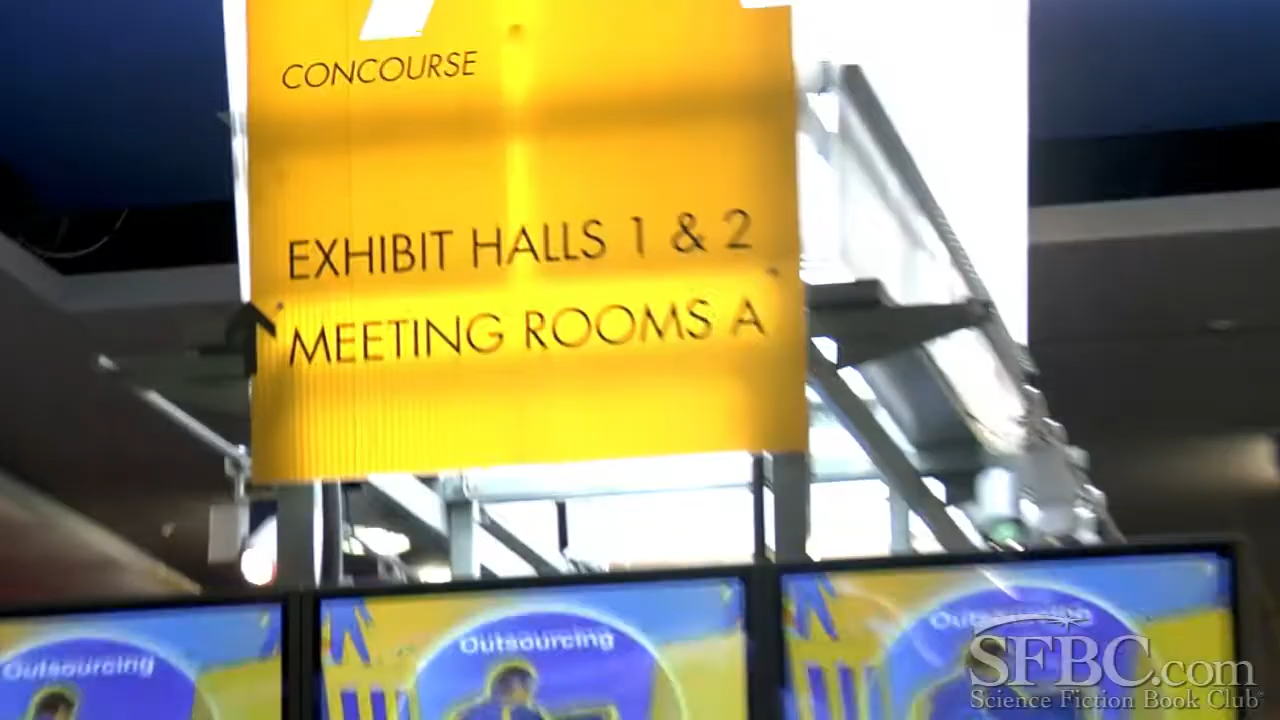 CONCOURSE
EXHIBIT HALLS 1 & 2
MEETING ROOMS A
Outsourcing
Outsourcing
Outsourcing
SFBC.com
Science Fiction Book Club